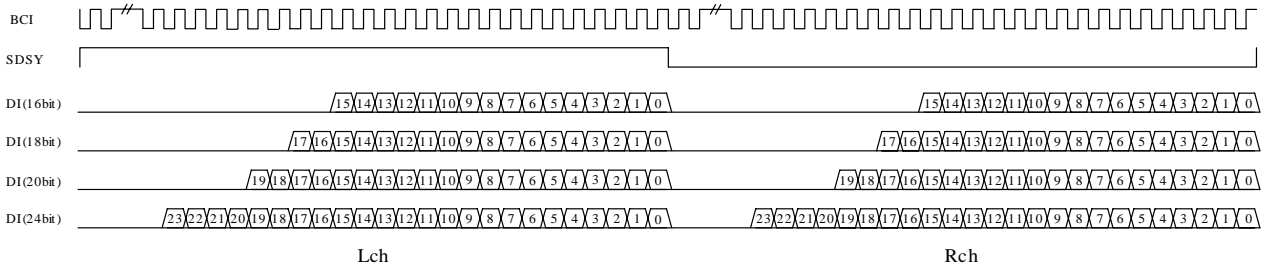 BCI
SDSY
DI(16bit) 15 14 13 12 11 10 9 8 7 6 5 4 3 2 1 0 15 14 13 12 11 10 9 8 7 6 5 4 3 2 1 0
DI(18bit) 17 16 15 14 13 12 11 10 9 8 7 6 5 4 3 2 1 0 17 16 15 14 13 12 11 10 9 8 7 6 5 4 3 2 1 0
DI(20bit) 19 18 17 16 15 14 13 12 11 10 9 8 7 6 5 4 3 2 1 0 19 18 17 16 15 14 13 12 11 10 9 8 7 6 5 4 3 2 1 0
DI(24bit) 23 22 21 20 19 18 17 16 15 14 13 12 11 10 9 8 7 6 5 4 3 2 1 0 23 22 21 20 19 18 17 16 15 14 13 12 11 10 9 8 7 6 5 4 3 2 1 0
Lch Rch